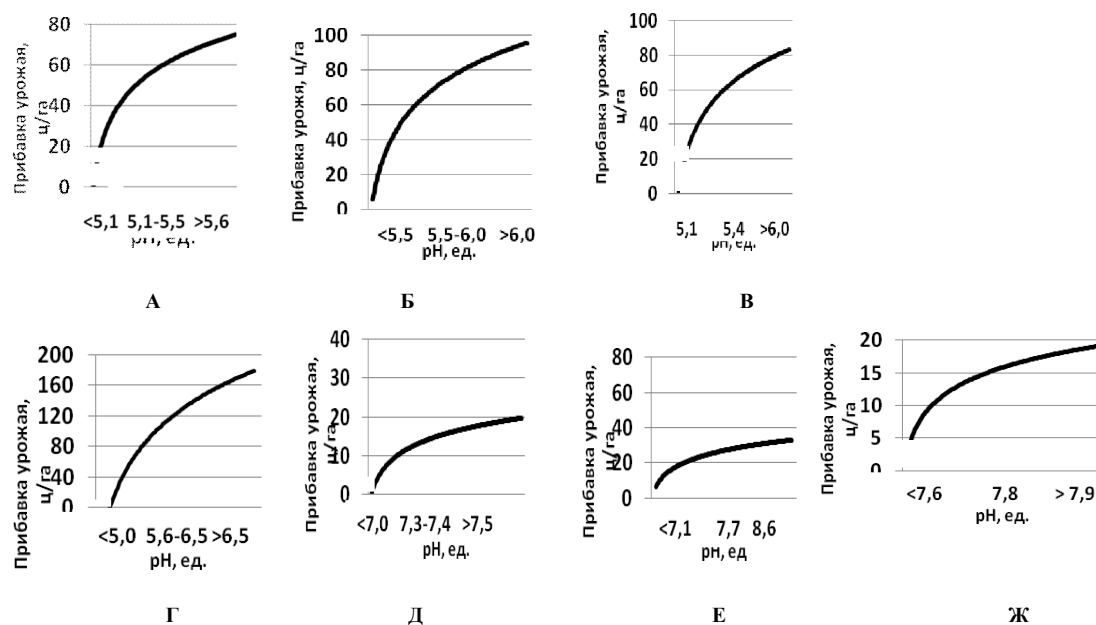 Прибавка урожая,
ц/га
80
60
40
20
0
<5,1 5,1-5,5 >5,6
pH, ед.
А
Прибавка урожя, ц/га
100
80
60
40
20
0
<5,5 5,5-6,0 >6,0
pH, ед.
Б
Прибавка урожая,
ц/га
100
80
60
40
20
0
5,1 5,4 >6,0
pH, ед.
В
Прибавка урожая,
ц/га
200
160
120
80
40
0
<5,0 5,6-6,5 >6,5
pH, ед.
Г
Прибавка урожая,
ц/га
40
30
20
10
0
<7,0 7,3-7,4 >7,5
pH, ед.
Д
Прибавка урожая,
ц/га
80
60
40
20
0
<7,1 7,7 8,6
pH, ед
Е
Прибавка урожая,
ц/га
20
15
10
5
0
<7,6 7,8 > 7,9
pH, ед.
Ж